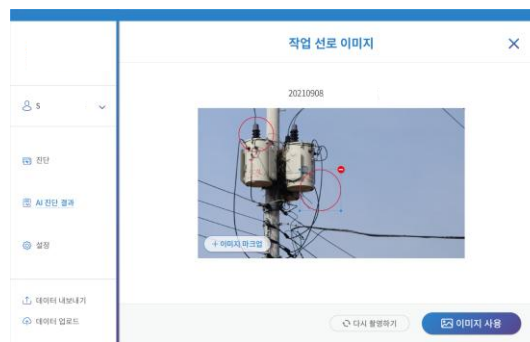 작업 선로 이미지
S
진단
AI 진단 결과
설정
데이터 내보내기
데이터 업로드
20210908
+ 이미지 마크업
다시 촬영하기
이미지 사용